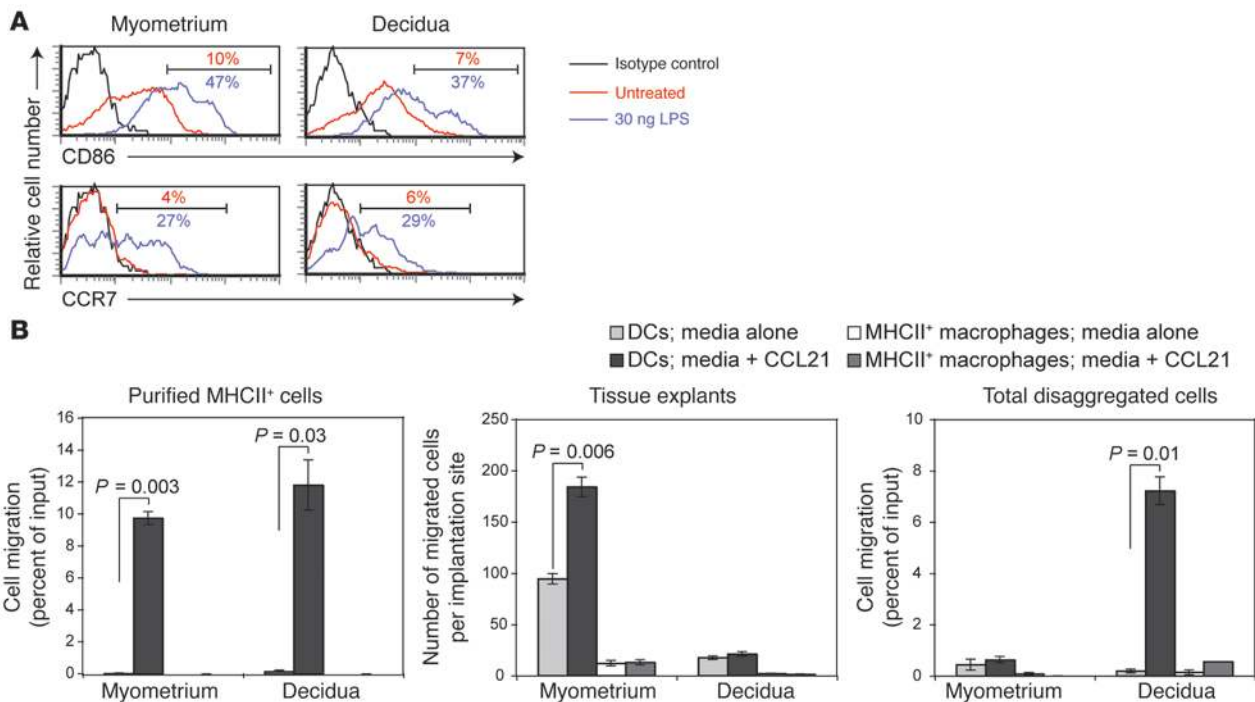 A
Myometrium
Decidua
10%
47%
7%
37%
Isotype control
Untreated
30 ng LPS
Relative cell number
CD86
4%
27%
6%
29%
CCR7
B
DCs; media alone
MHCII⁺ macrophages; media alone
DCs; media + CCL21
MHCII⁺ macrophages; media + CCL21
Purified MHCII⁺ cells
Cell migration
(percent of input)
16
14
12
10
8
6
4
2
0
P = 0.003
P = 0.03
Myometrium
Decidua
Tissue explants
Number of migrated cells
per implantation site
250
200
150
100
50
0
P = 0.006
Myometrium
Decidua
Total disaggregated cells
Cell migration
(percent of input)
10
8
6
4
2
0
P = 0.01
Myometrium
Decidua